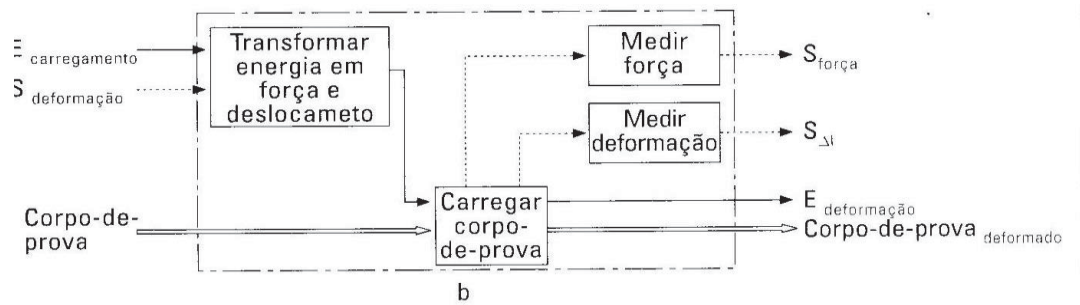 E carregamento
S deformação
Transformar
energia em
força e
deslocameto
Medir
força
S força
Medir
deformação
S Δl
Corpo-de-
prova
Carregar
corpo-
de-prova
E deformação
Corpo-de-prova deformado
b